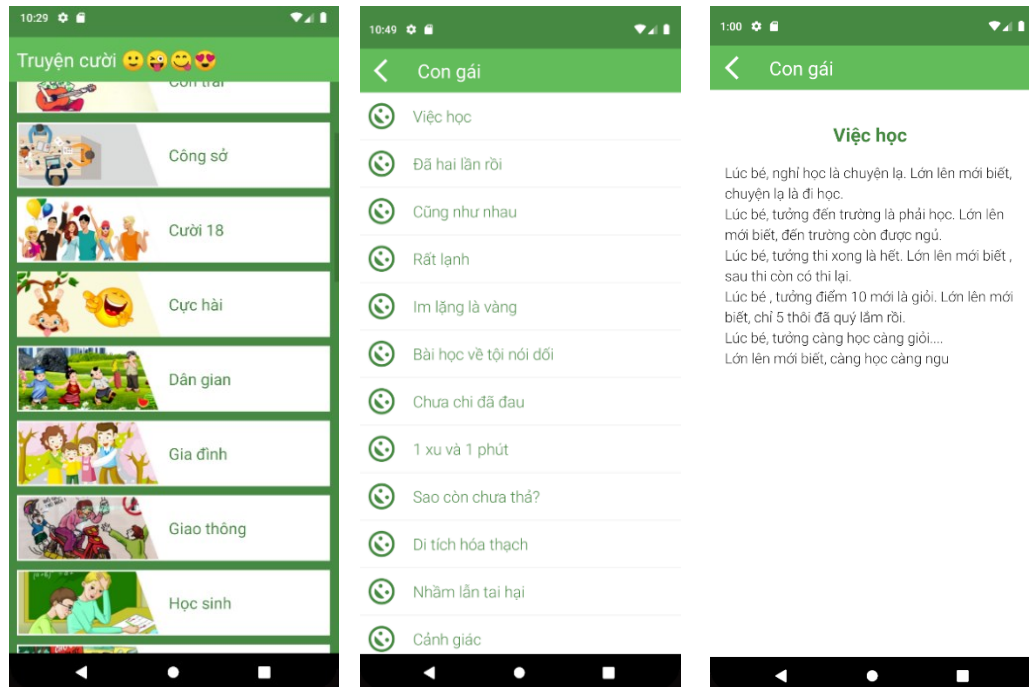 10:29
Truyện cười 🙂😜😋😍
Con trai
Công sở
Cười 18
Cực hài
Dân gian
Gia đình
Giao thông
Học sinh
10:49
Con gái
Việc học
Đã hai lần rồi
Cũng như nhau
Rất lạnh
Im lặng là vàng
Bài học về tội nói dối
Chưa chi đã đau
1 xu và 1 phút
Sao còn chưa thả?
Di tích hóa thạch
Nhầm lẫn tai hại
Cảnh giác
1:00
Con gái
Việc học
Lúc bé, nghỉ học là chuyện lạ. Lớn lên mới biết,
chuyện lạ là đi học.
Lúc bé, tưởng đến trường là phải học. Lớn lên
mới biết, đến trường còn được ngủ.
Lúc bé, tưởng thi xong là hết. Lớn lên mới biết ,
sau thi còn có thi lại.
Lúc bé , tưởng điểm 10 mới là giỏi. Lớn lên mới
biết, chỉ 5 thôi đã quý lắm rồi.
Lúc bé, tưởng càng học càng giỏi....
Lớn lên mới biết, càng học càng ngu